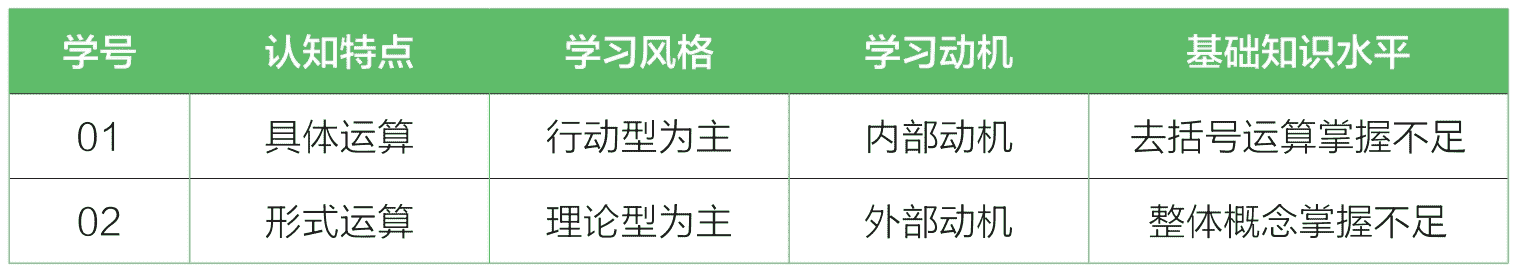 学号 认知特点 学习风格 学习动机 基础知识水平
01 具体运算 行动型为主 内部动机 去括号运算掌握不足
02 形式运算 理论型为主 外部动机 整体概念掌握不足